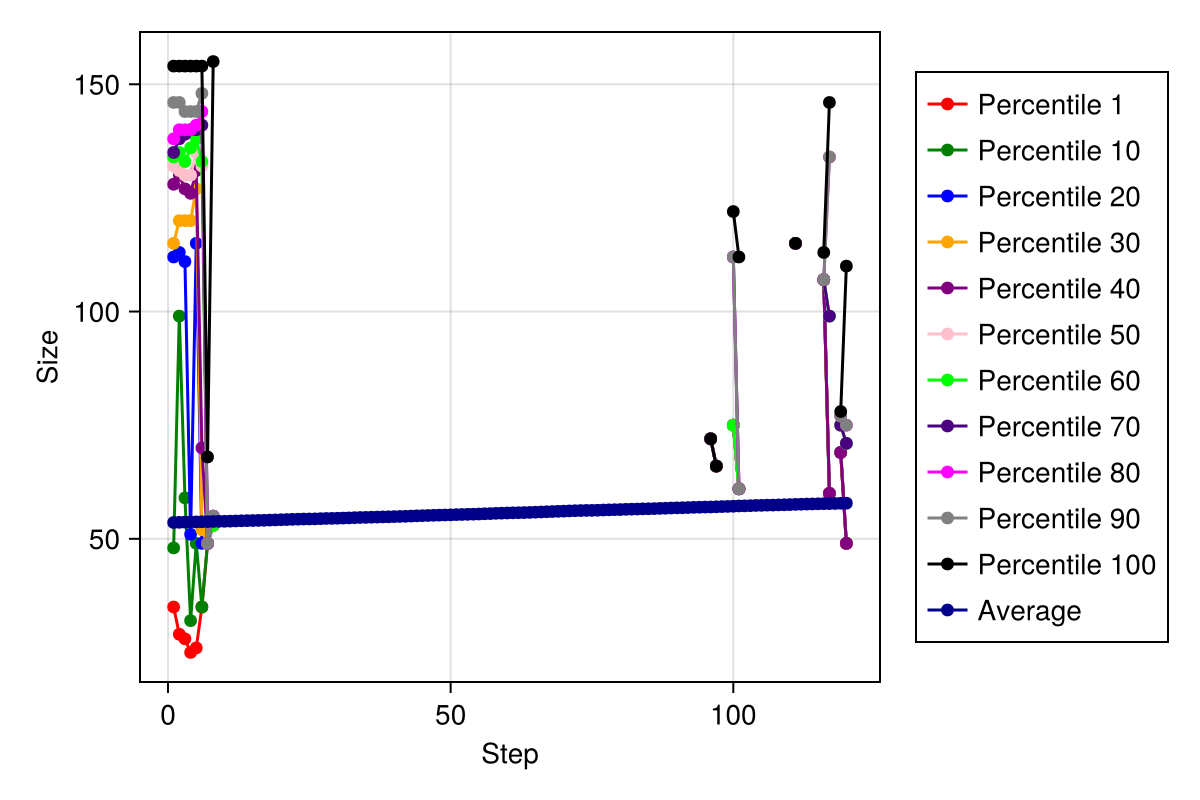 150
100
50
Size
0
50
100
Step
Percentile 1
Percentile 10
Percentile 20
Percentile 30
Percentile 40
Percentile 50
Percentile 60
Percentile 70
Percentile 80
Percentile 90
Percentile 100
Average